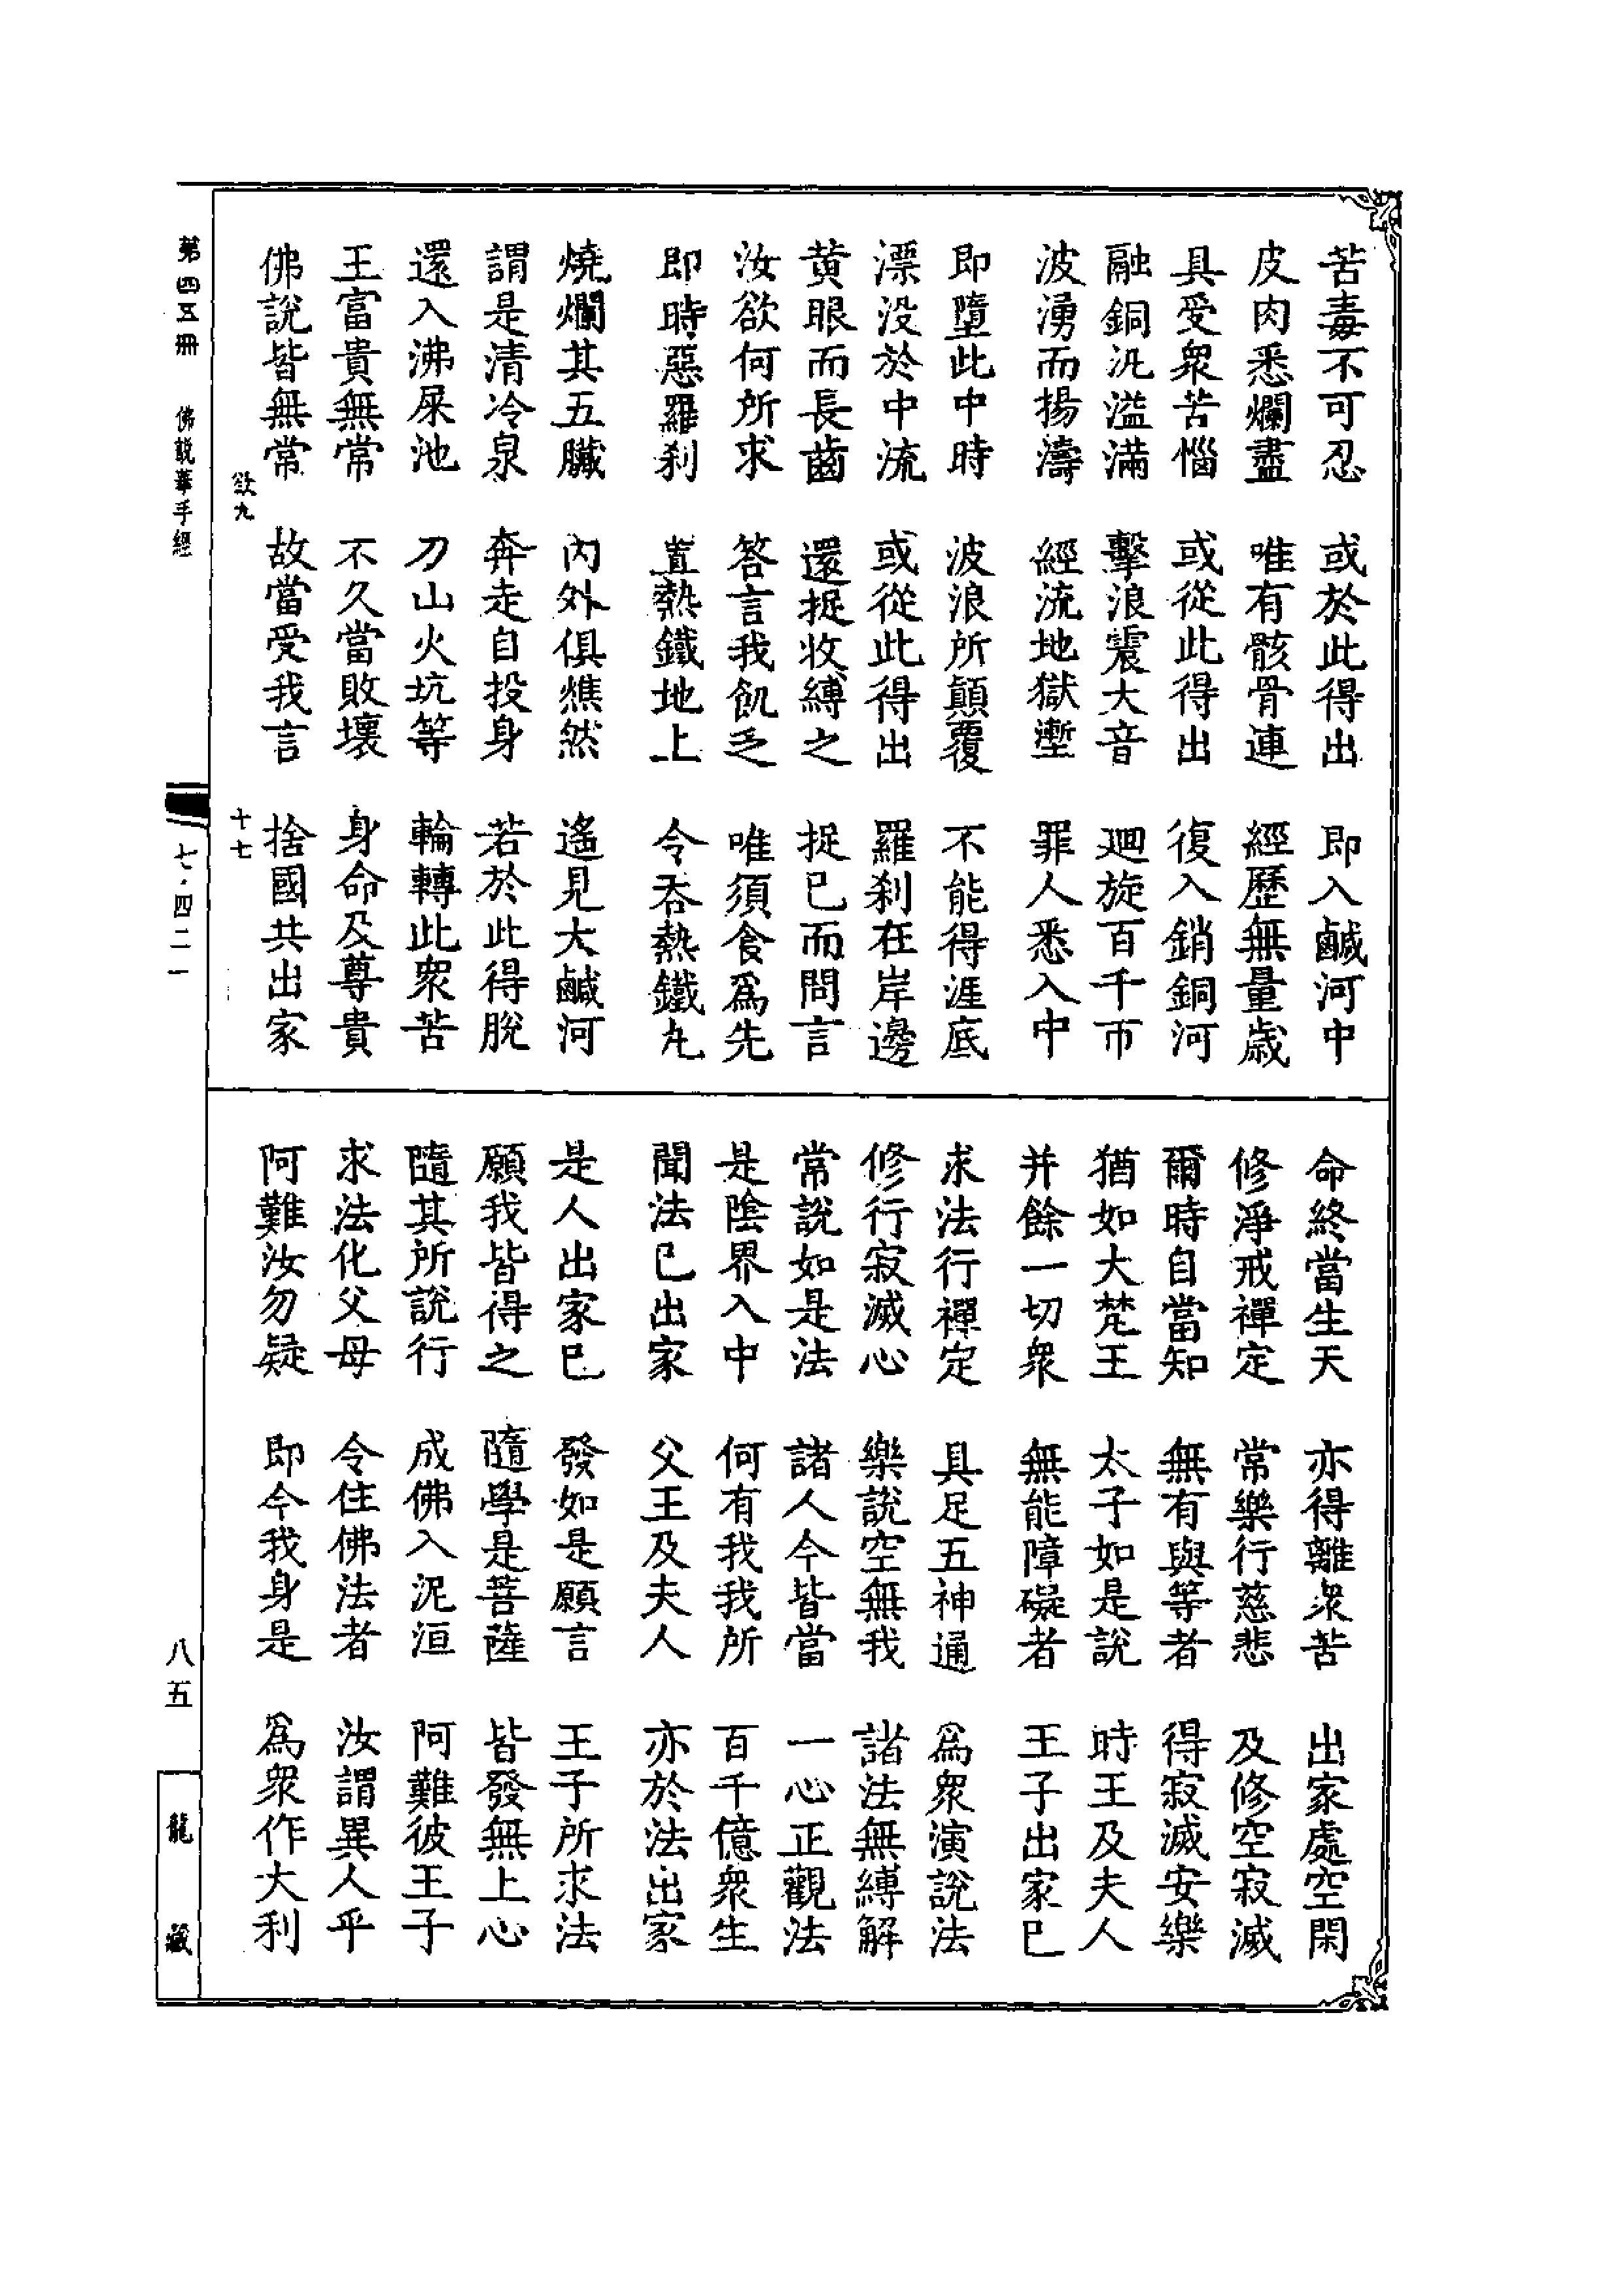 苦毒不可忍 或於此得出 即入鹹河中
皮肉悉爛盡 唯有骸骨連 經歷無量歲
具受衆苦惱 或從此得出 復入銷銅河
融銅汎溢滿 擊浪震大音 迴旋百千帀
波湧而揚濤 經流地獄壍 罪人悉入中
即墮此中時 波浪所顛覆 不能得涯底
漂没於中流 或從此得出 羅刹在岸邊
黄眼而長齒 還捉收縛之 捉已而問言
汝欲何所求 答言我飢乏 唯須食爲先
即時惡羅刹 置熱鐵地上 令吞熱鐵丸
燒爛其五臟 內外俱燋然 遙見大鹹河
謂是清冷泉 奔走自投身 若於此得脫
還入沸屎池 刀山火坑等 輪轉此衆苦
王富貴無常 不久當敗壞 身命及尊貴
佛說皆無常 故當受我言 捨國共出家
欽九 十七
命終當生天 亦得離衆苦 出家處空閑
修淨戒禪定 常樂行慈悲 及修空寂滅
爾時自當知 無有與等者 得寂滅安樂
猶如大梵王 太子如是說 時王及夫人
并餘一切衆 無能障礙者 王子出家已
求法行禪定 具足五神通 爲衆演說法
修行寂滅心 樂說空無我 諸法無縛解
常說如是法 諸人今皆當 一心正觀法
是陰界入中 何有我我所 百千億衆生
聞法已出家 父王及夫人 亦於法出家
是人出家已 發如是願言 王子所求法
願我皆得之 隨學是菩薩 皆發無上心
隨其所說行 成佛入泥洹 阿難彼王子
求法化父母 令住佛法者 汝謂異人乎
阿難汝勿疑 即今我身是 爲衆作大利
第四五冊 佛說華手經 七·四二一 八五 龍藏